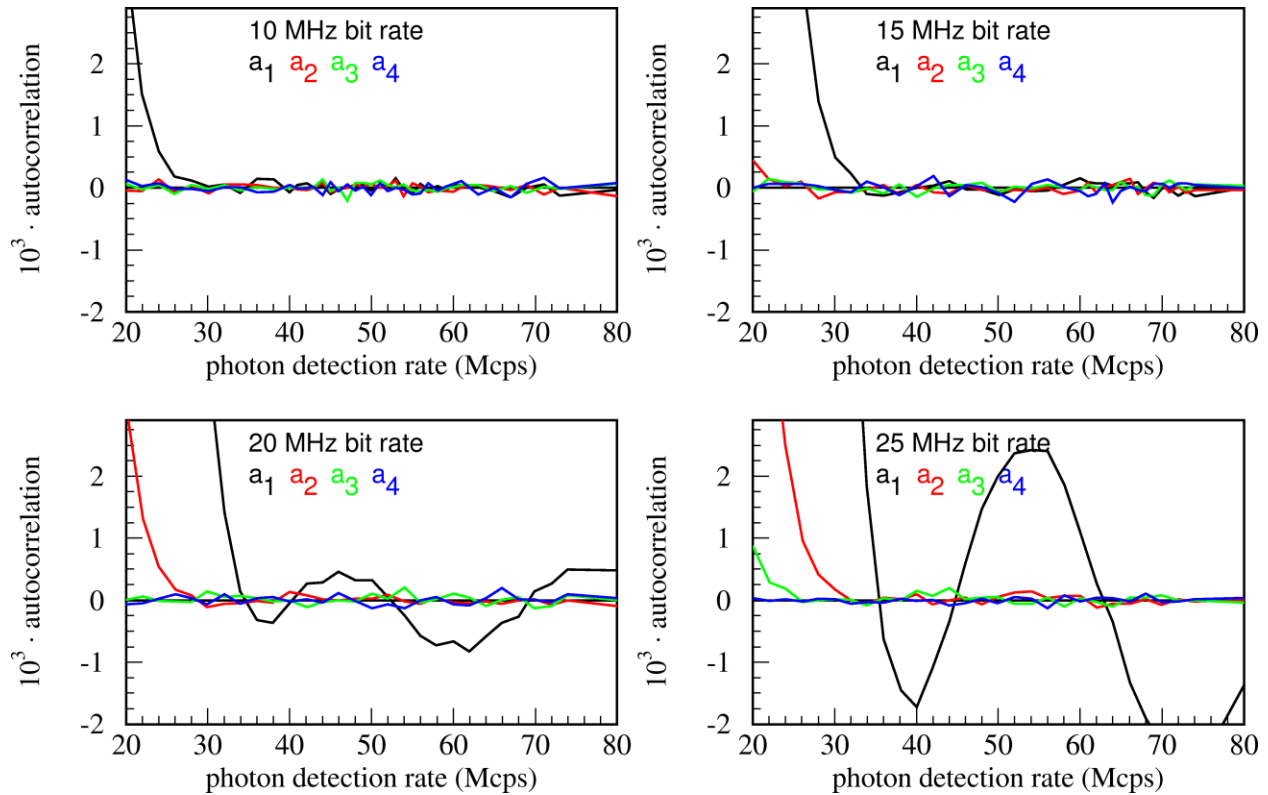 10 MHz bit rate
a1 a2 a3 a4
10³ · autocorrelation
2
1
0
-1
-2
20 30 40 50 60 70 80
photon detection rate (Mcps)
15 MHz bit rate
a1 a2 a3 a4
10³ · autocorrelation
2
1
0
-1
-2
20 30 40 50 60 70 80
photon detection rate (Mcps)
20 MHz bit rate
a1 a2 a3 a4
10³ · autocorrelation
2
1
0
-1
-2
20 30 40 50 60 70 80
photon detection rate (Mcps)
25 MHz bit rate
a1 a2 a3 a4
10³ · autocorrelation
2
1
0
-1
-2
20 30 40 50 60 70 80
photon detection rate (Mcps)